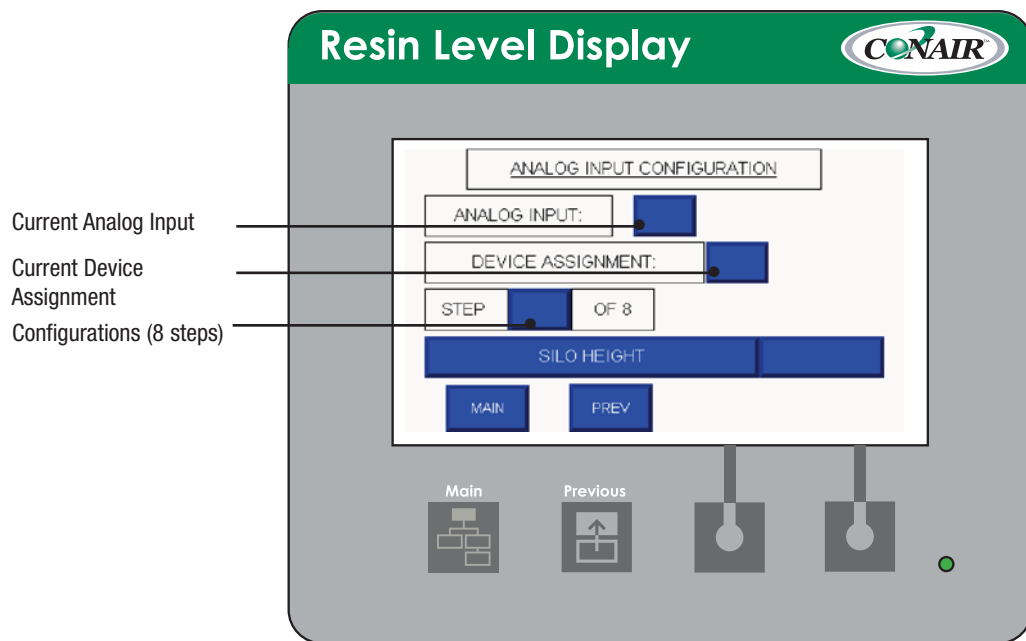 Resin Level Display
CONAIR
ANALOG INPUT CONFIGURATION
Current Analog Input
ANALOG INPUT:
Current Device
Assignment
DEVICE ASSIGNMENT:
Configurations (8 steps)
STEP OF 8
SILO HEIGHT
MAIN PREV
Main Previous